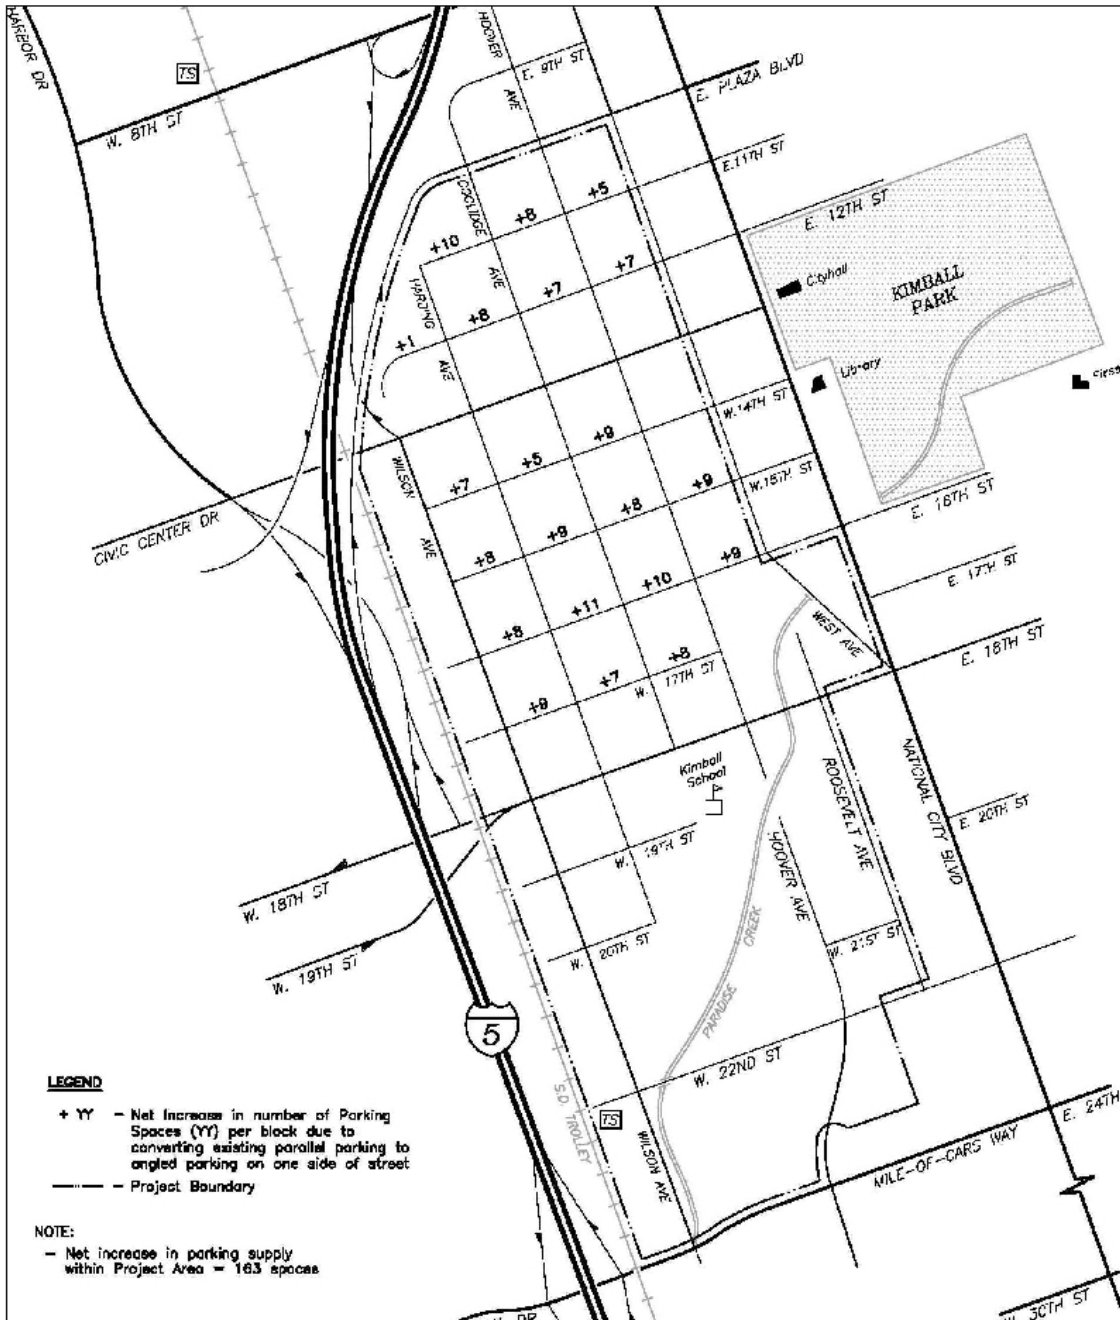 HARBOR DR
HOOVER
AVE
E. 9TH ST
TS
E. PLAZA BLVD
W. 8TH ST
E. 11TH ST
+5
+8
COOLIDGE
AVE
+10
E. 12TH ST
+7
+7
Cityhall
KIMBALL
PARK
HARDING
AVE
+8
+1
Library
W. 14TH ST
+9
+5
+7
WILSON
AVE
W. 15TH ST
+9
+8
+9
+8
CIVIC CENTER DR
E. 16TH ST
+9
+10
+11
+8
E. 17TH ST
WEST AVE
E. 18TH ST
+8
+7
W. 17TH ST
+9
Kimball
School
NATIONAL CITY BLVD
ROOSEVELT AVE
E. 20TH ST
HOOVER AVE
W. 19TH ST
W. 18TH ST
W. 21ST ST
W. 20TH ST
W. 19TH ST
PARADISE
CREEK
5
W. 22ND ST
S.D. TROLLEY
TS
WILSON AVE
E. 24TH
MILE-OF-CARS WAY
LEGEND
+ YY – Net Increase in number of Parking
Spaces (YY) per block due to
converting existing parallel parking to
angled parking on one side of street
– Project Boundary
NOTE:
– Net increase in parking supply
within Project Area = 163 spaces
DR
W. 30TH ST